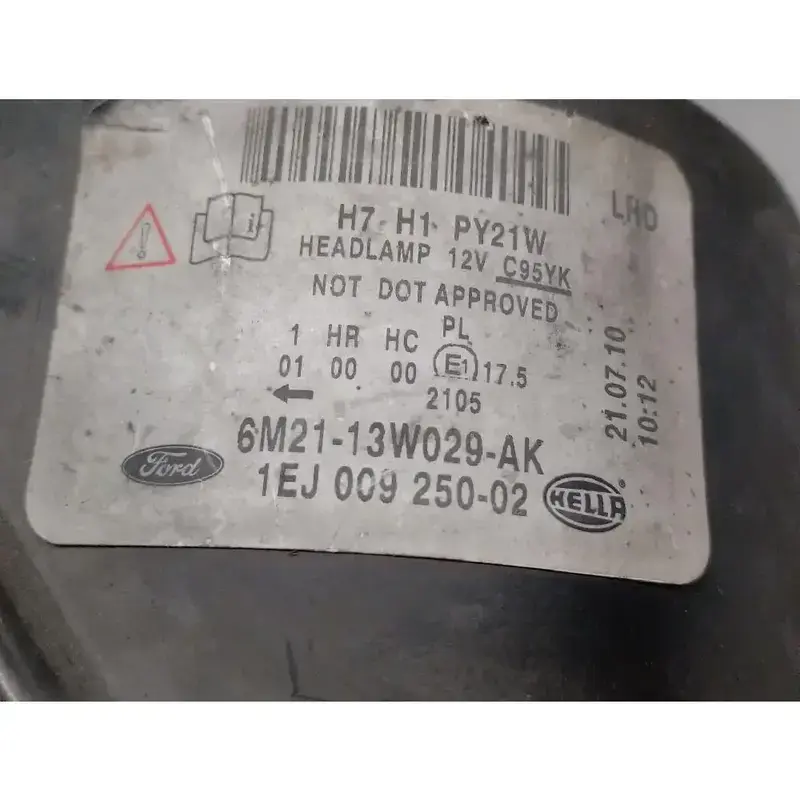 LHD
H7 H1 PY21W
HEADLAMP 12V C95YK
NOT DOT APPROVED
1 HR HC PL
01 00 00 E1 17.5
2105
21.07.10
10:12
6M21-13W029-AK
Ford
1EJ 009 250-02
HELLA